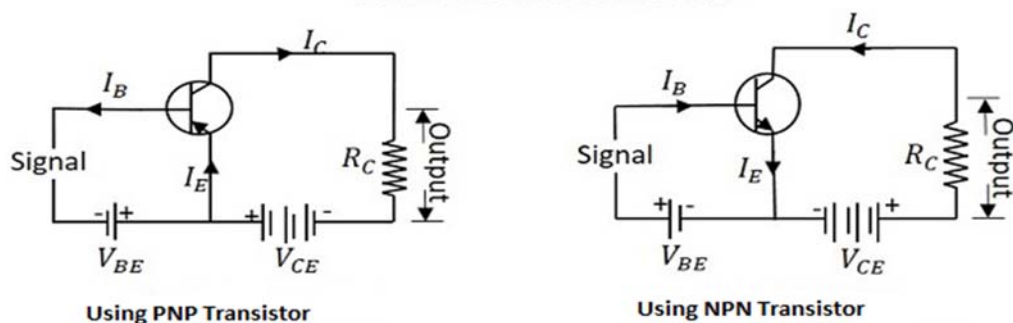 I_C
I_B
Signal
I_E
R_C
Output
- +
+ -
V_BE
V_CE
Using PNP Transistor
I_C
I_B
Signal
I_E
R_C
Output
+ -
- +
V_BE
V_CE
Using NPN Transistor